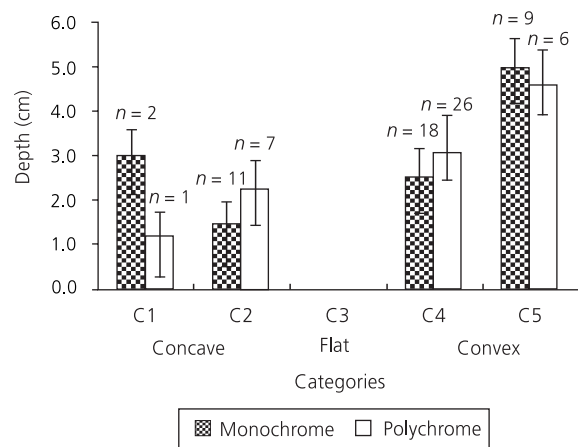 6.0
5.0
4.0
3.0
2.0
1.0
0.0
Depth (cm)
n = 2
n = 1
n = 11
n = 7
n = 18
n = 26
n = 9
n = 6
C1 C2 C3 C4 C5
Concave Flat Convex
Categories
Monochrome Polychrome